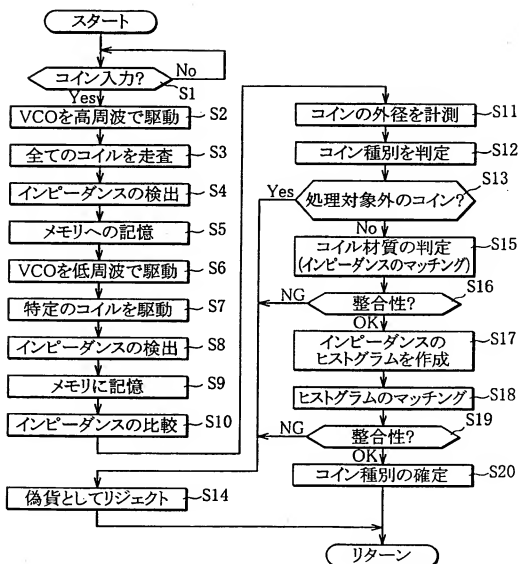 スタート
コイン入力?
No
S1
Yes
VCOを高周波で駆動
S2
全てのコイルを走査
S3
インピーダンスの検出
S4
メモリへの記憶
S5
VCOを低周波で駆動
S6
特定のコイルを駆動
S7
インピーダンスの検出
S8
メモリに記憶
S9
インピーダンスの比較
S10
コインの外径を計測
S11
コイン種別を判定
S12
処理対象外のコイン?
S13
Yes
No
コイル材質の判定
(インピーダンスのマッチング)
S15
整合性?
S16
NG
OK
インピーダンスの
ヒストグラムを作成
S17
ヒストグラムのマッチング
S18
整合性?
S19
NG
OK
コイン種別の確定
S20
偽貨としてリジェクト
S14
リターン